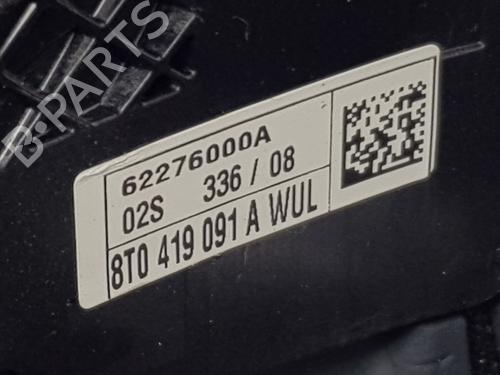 B-PARTS
62276000A
02S 336/08
8T0 419 091 A WUL